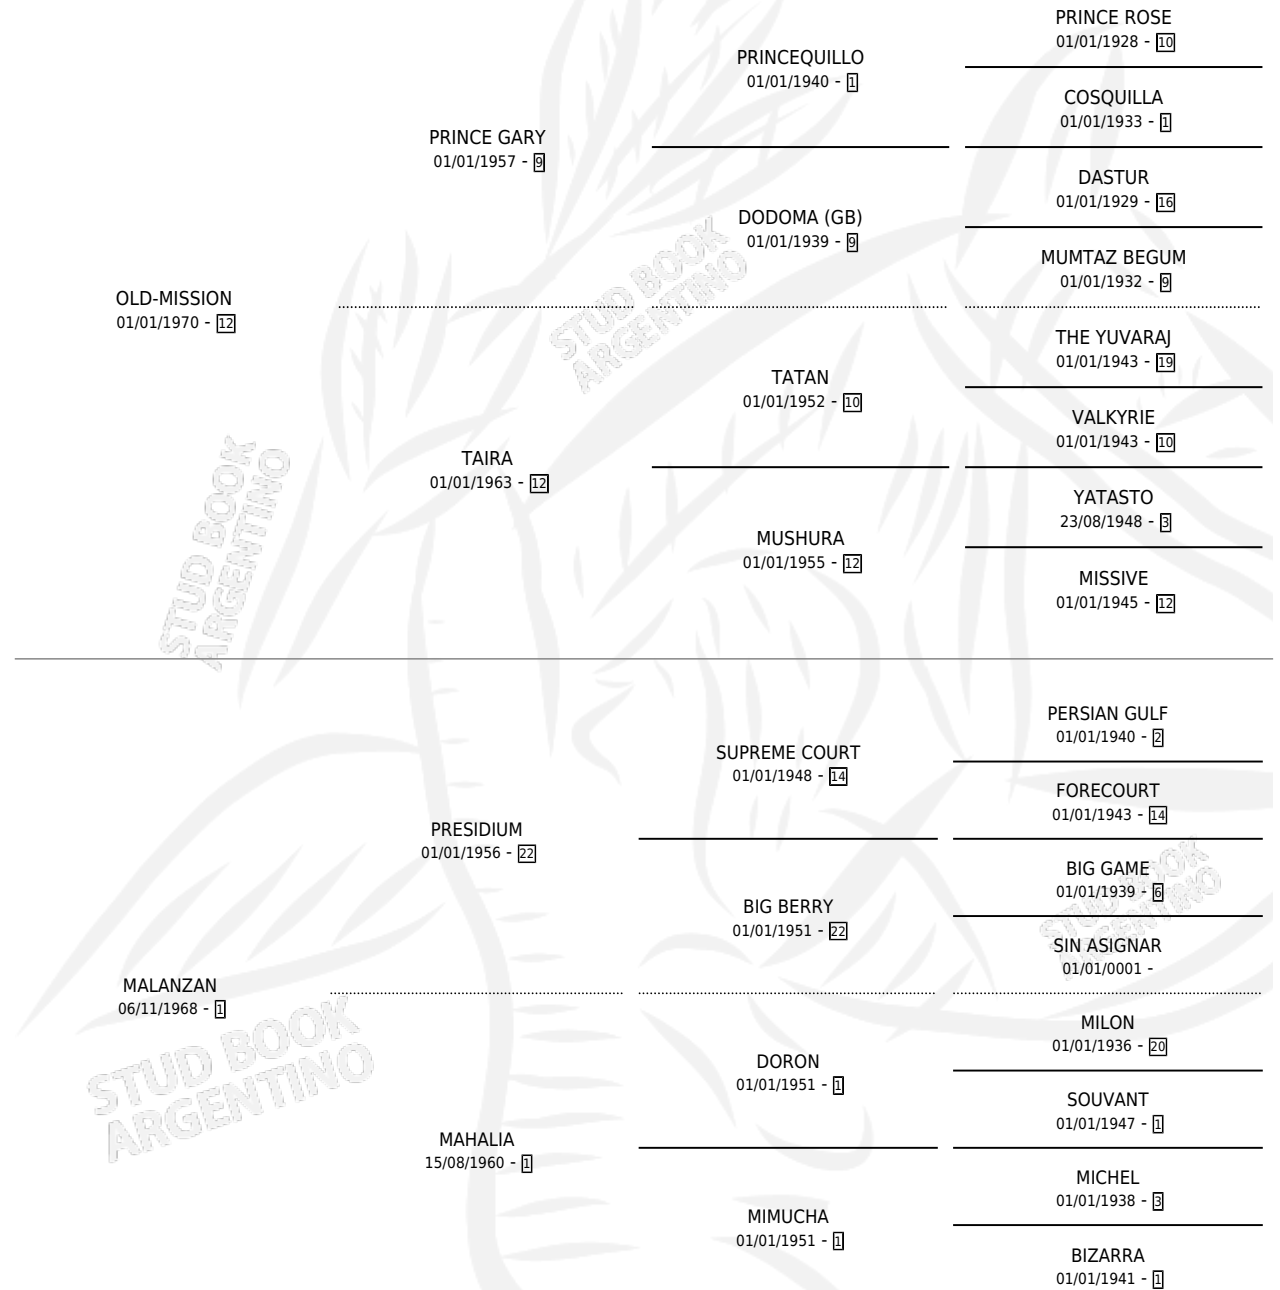 PRINCE ROSE
01/01/1928 - 10
PRINCEQUILLO
01/01/1940 - 1
COSQUILLA
01/01/1933 - 1
PRINCE GARY
01/01/1957 - 9
DASTUR
01/01/1929 - 16
DODOMA (GB)
01/01/1939 - 9
MUMTAZ BEGUM
01/01/1932 - 9
OLD-MISSION
01/01/1970 - 12
STUD BOOK
ARGENTINO
THE YUVARAJ
01/01/1943 - 19
TATAN
01/01/1952 - 10
VALKYRIE
01/01/1943 - 10
TAIRA
01/01/1963 - 12
YATASTO
23/08/1948 - 3
MUSHURA
01/01/1955 - 12
MISSIVE
01/01/1945 - 12
STUD BOOK
ARGENTINO
PERSIAN GULF
01/01/1940 - 2
SUPREME COURT
01/01/1948 - 14
FORECOURT
01/01/1943 - 14
PRESIDIUM
01/01/1956 - 22
BIG GAME
01/01/1939 - 6
BIG BERRY
01/01/1951 - 22
STUD BOOK
ARGENTINO
SIN ASIGNAR
01/01/0001 -
MALANZAN
06/11/1968 - 1
MILON
01/01/1936 - 20
DORON
01/01/1951 - 1
STUD BOOK
ARGENTINO
SOUVANT
01/01/1947 - 1
MAHALIA
15/08/1960 - 1
MICHEL
01/01/1938 - 3
MIMUCHA
01/01/1951 - 1
BIZARRA
01/01/1941 - 1